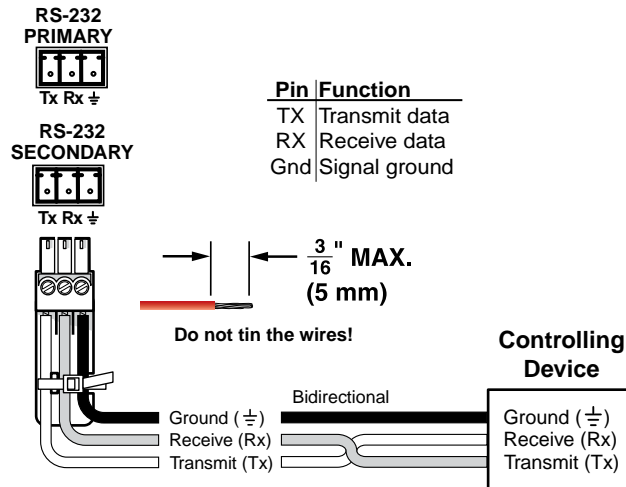 RS-232
PRIMARY
Tx Rx ⏚
RS-232
SECONDARY
Tx Rx ⏚
Pin Function
TX Transmit data
RX Receive data
Gnd Signal ground
3/16" MAX.
(5 mm)
Do not tin the wires!
Controlling
Device
Bidirectional
Ground (⏚)
Receive (Rx)
Transmit (Tx)
Ground (⏚)
Receive (Rx)
Transmit (Tx)